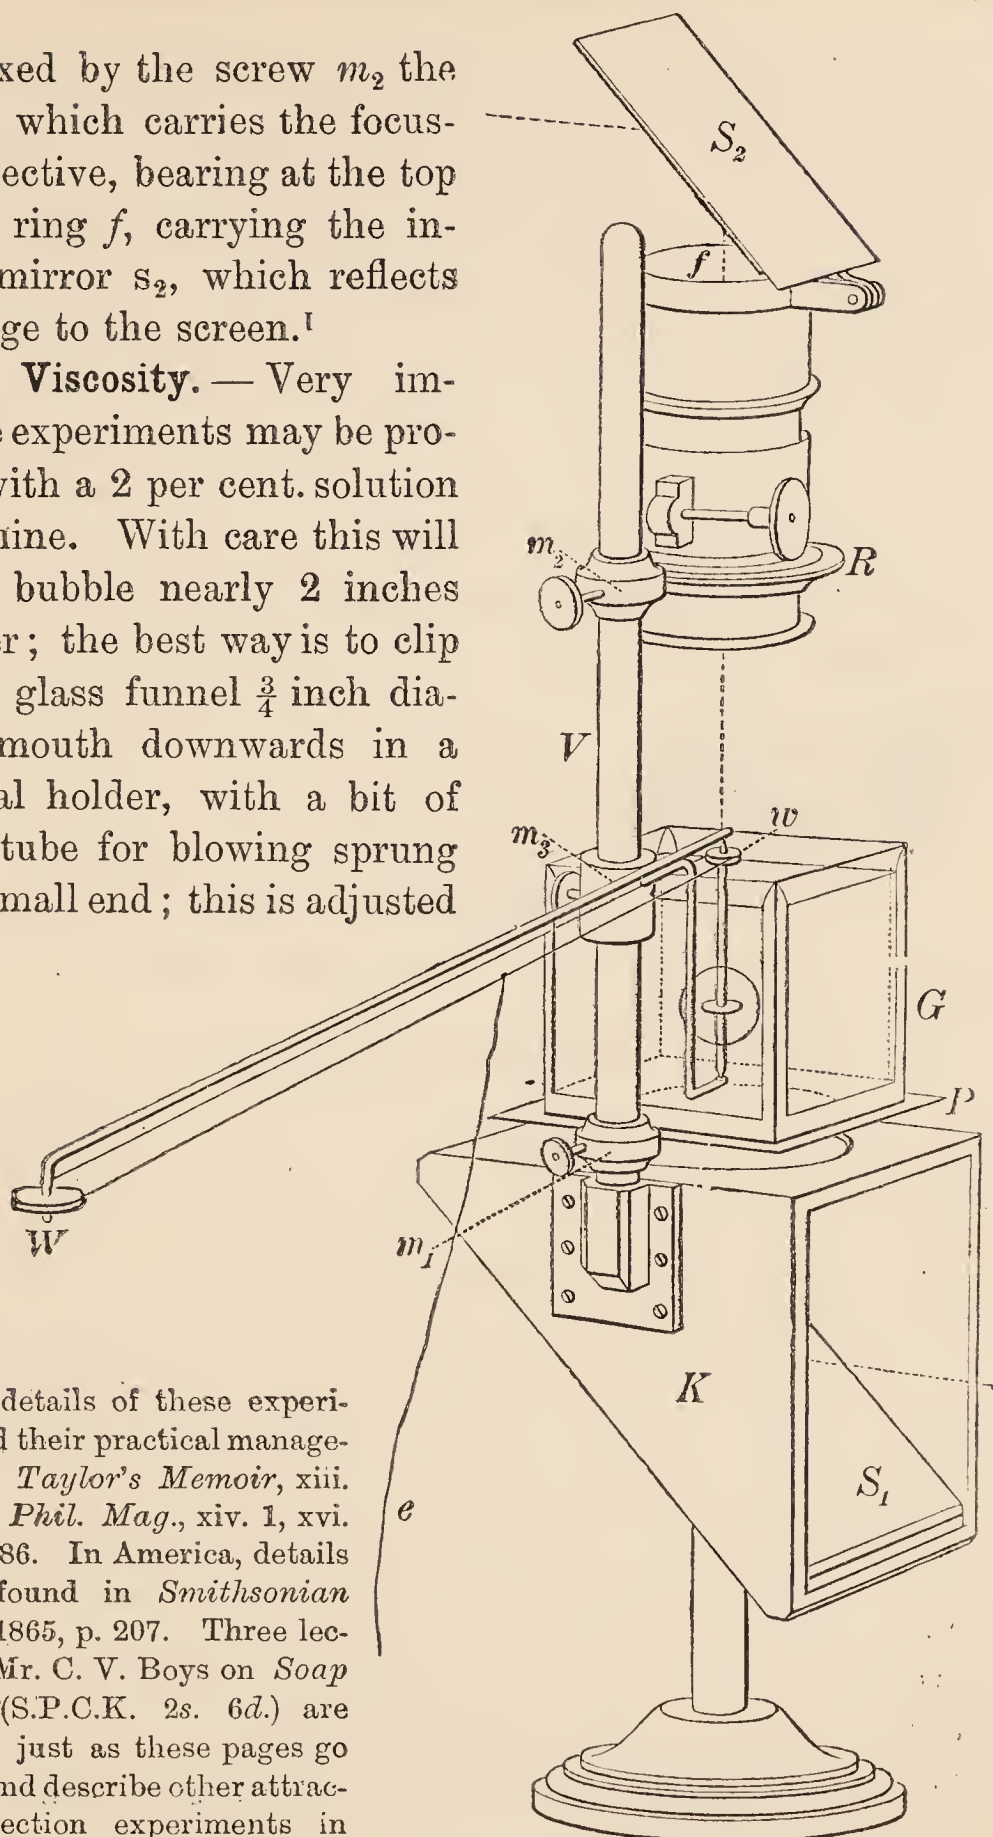 xed by the screw m₂ the
which carries the focus-
ective, bearing at the top
ring f, carrying the in-
mirror s₂, which reflects
ge to the screen.¹
Viscosity. — Very im-
e experiments may be pro-
with a 2 per cent. solution
nine. With care this will
bubble nearly 2 inches
r; the best way is to clip
glass funnel ¾ inch dia-
mouth downwards in a
al holder, with a bit of
tube for blowing sprung
mall end; this is adjusted
details of these experi-
d their practical manage-
Taylor's Memoir, xiii.
Phil. Mag., xiv. 1, xvi.
86. In America, details
found in Smithsonian
1865, p. 207. Three lec-
Mr. C. V. Boys on Soap
(S.P.C.K. 2s. 6d.) are
just as these pages go
nd describe other attrac-
ection experiments in
S₂
f
m₂
R
V
m₃
w
G
P
W
m₁
K
S₁
e